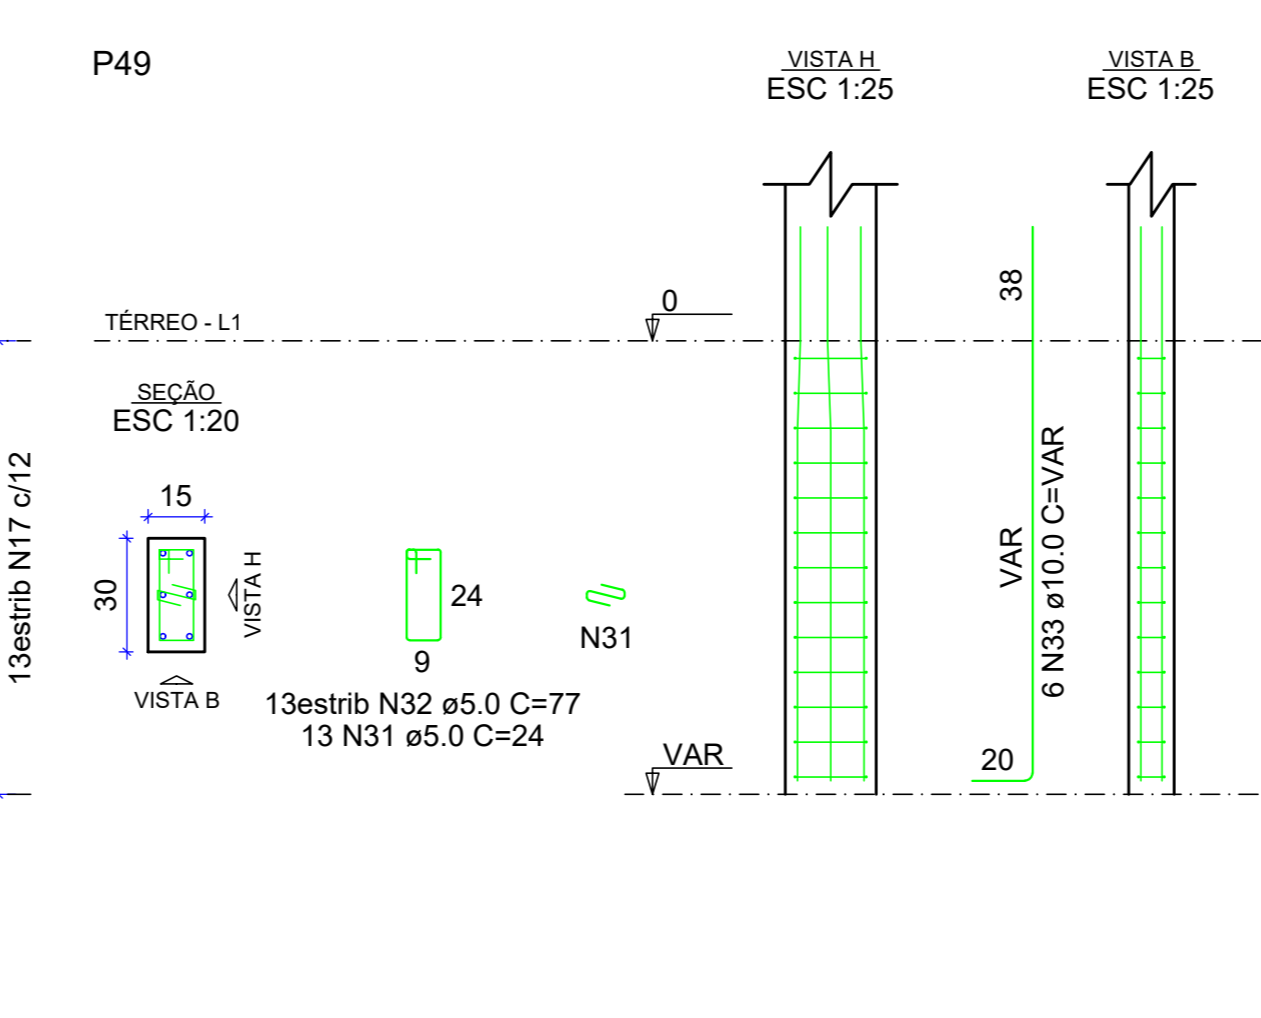 P49
VISTA H
ESC 1:25
VISTA B
ESC 1:25
38
0
TÉRREO - L1
SEÇÃO
ESC 1:20
13estrib N17 c/12
15
30
VISTA H
VISTA B
24
9
N31
13estrib N32 ø5.0 C=77
13 N31 ø5.0 C=24
VAR
VAR
6 N33 ø10.0 C=VAR
20